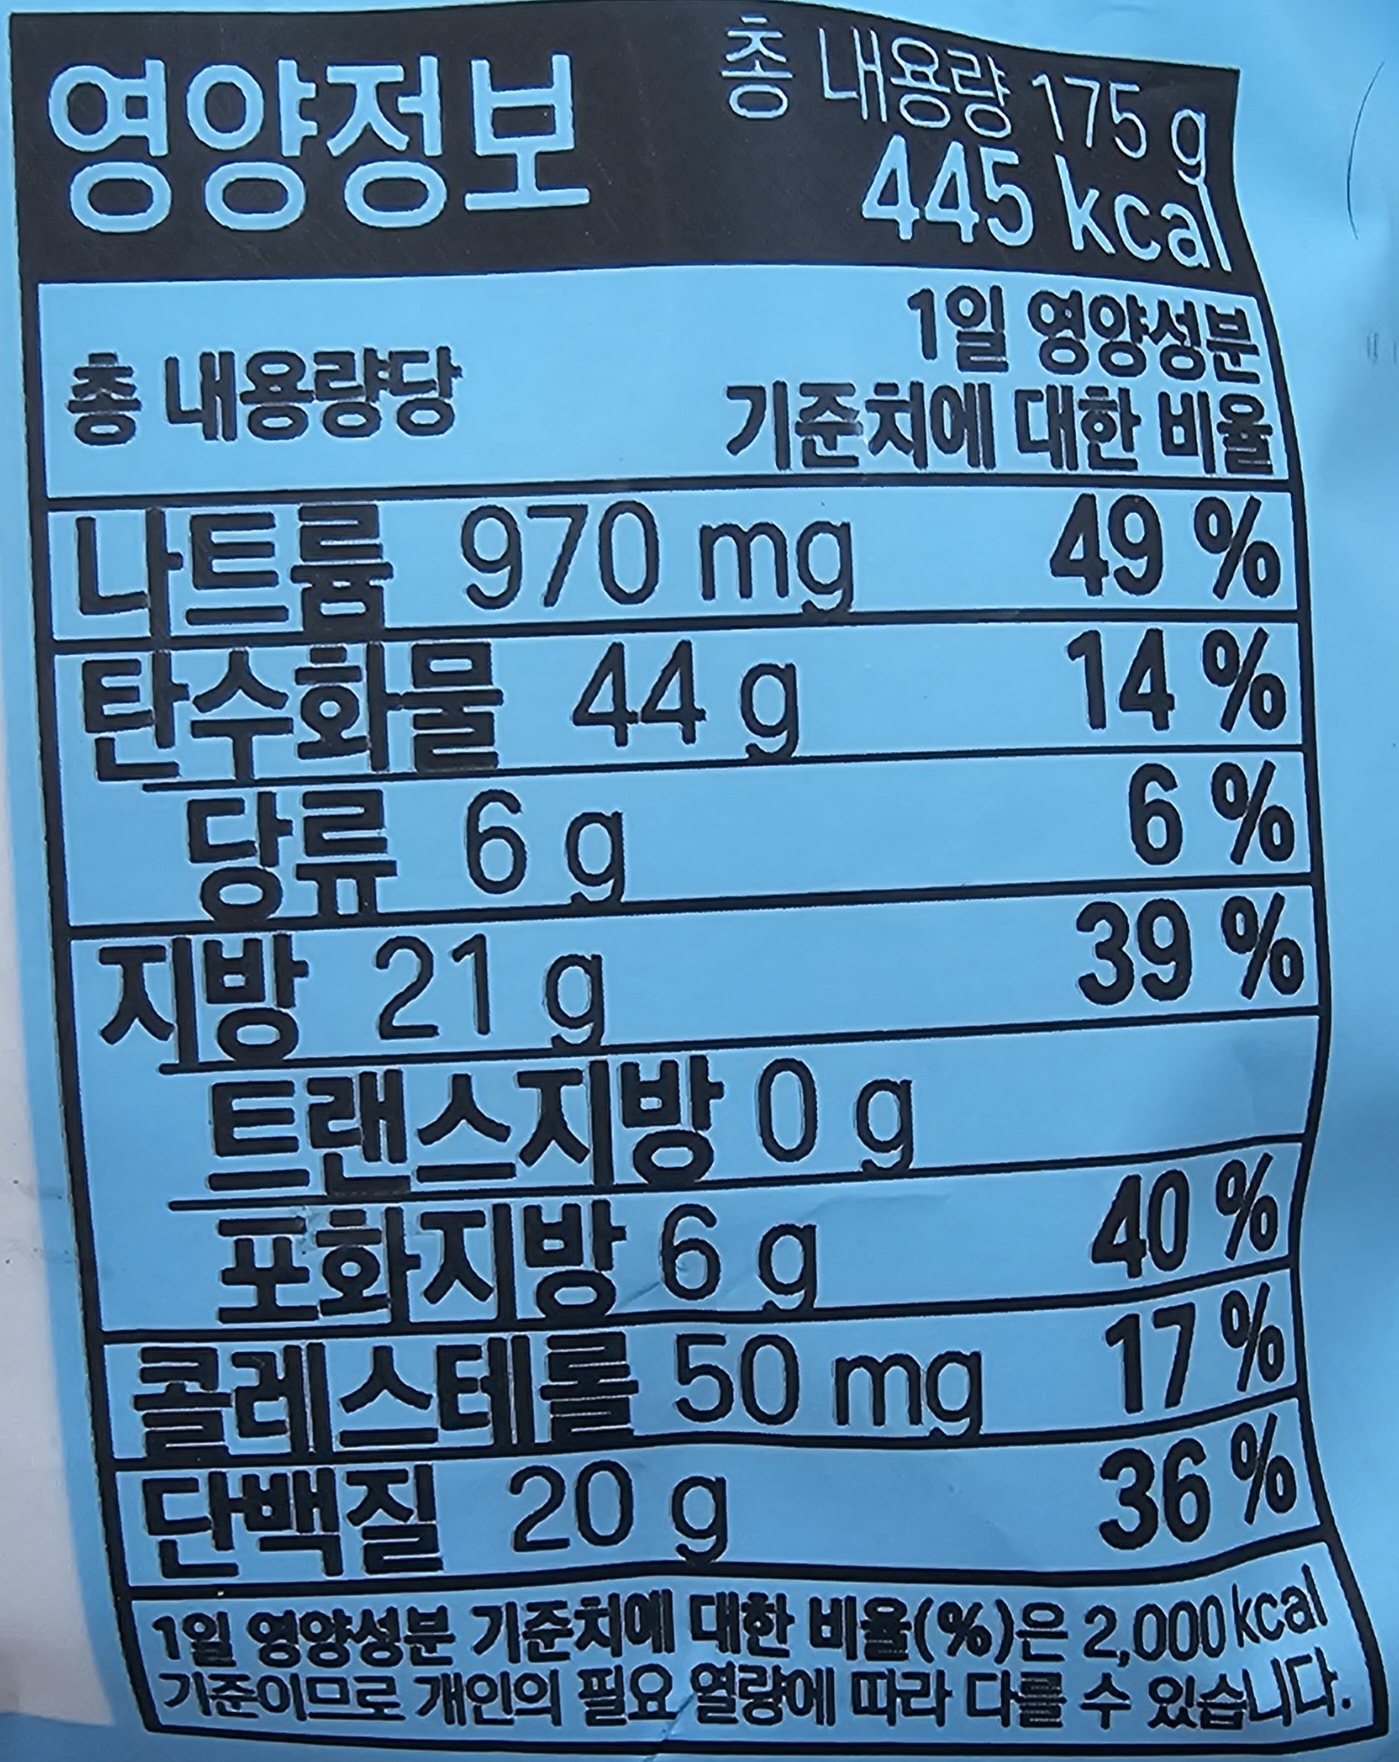 영양정보
총 내용량 175 g
445 kcal
총 내용량당
1일 영양성분
기준치에 대한 비율
나트륨 970 mg 49 %
탄수화물 44 g 14 %
당류 6 g 6 %
지방 21 g 39 %
트랜스지방 0 g
포화지방 6 g 40 %
콜레스테롤 50 mg 17 %
단백질 20 g 36 %
1일 영양성분 기준치에 대한 비율(%)은 2,000 kcal
기준이므로 개인의 필요 열량에 따라 다를 수 있습니다.